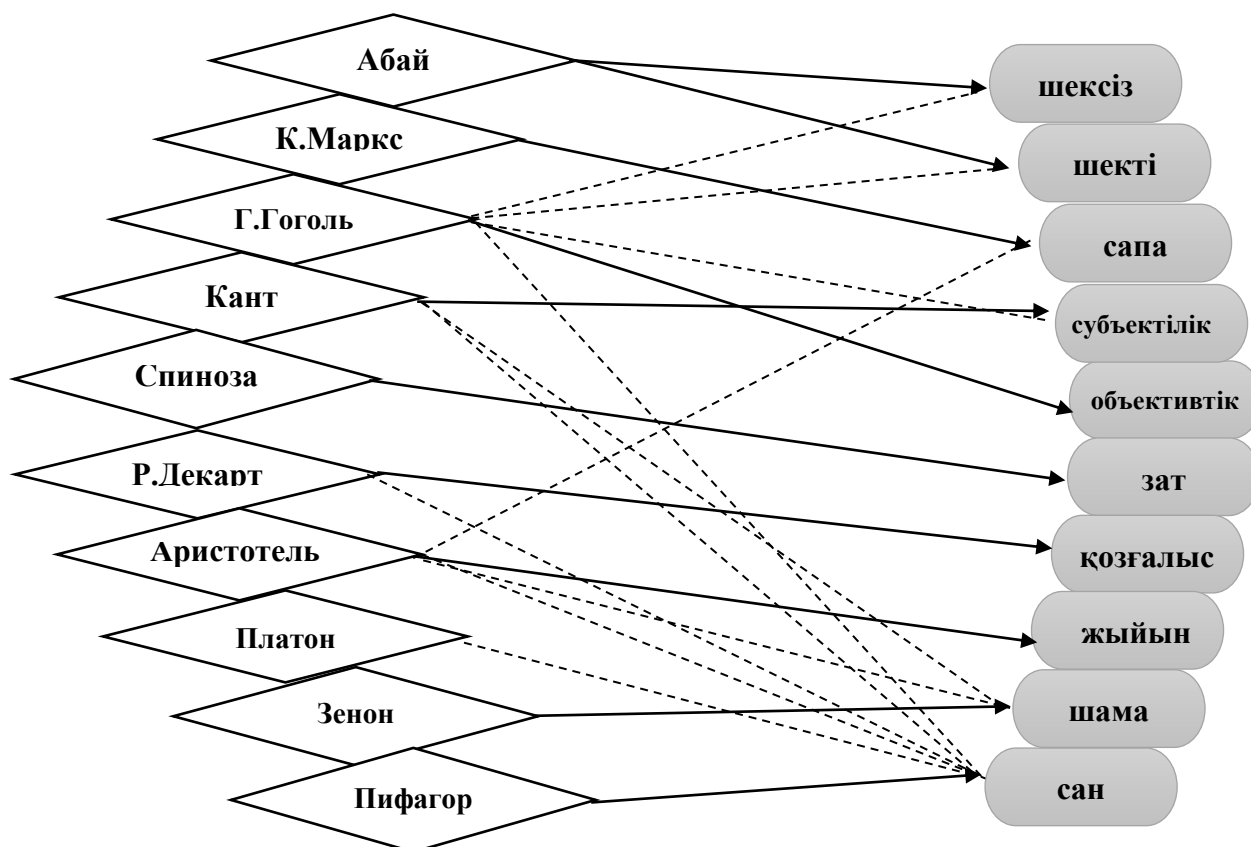 Абай
К.Маркс
Г.Гоголь
Кант
Спиноза
Р.Декарт
Аристотель
Платон
Зенон
Пифагор
шексіз
шекті
сапа
субъектілік
объективтік
зат
қозғалыс
жыйын
шама
сан